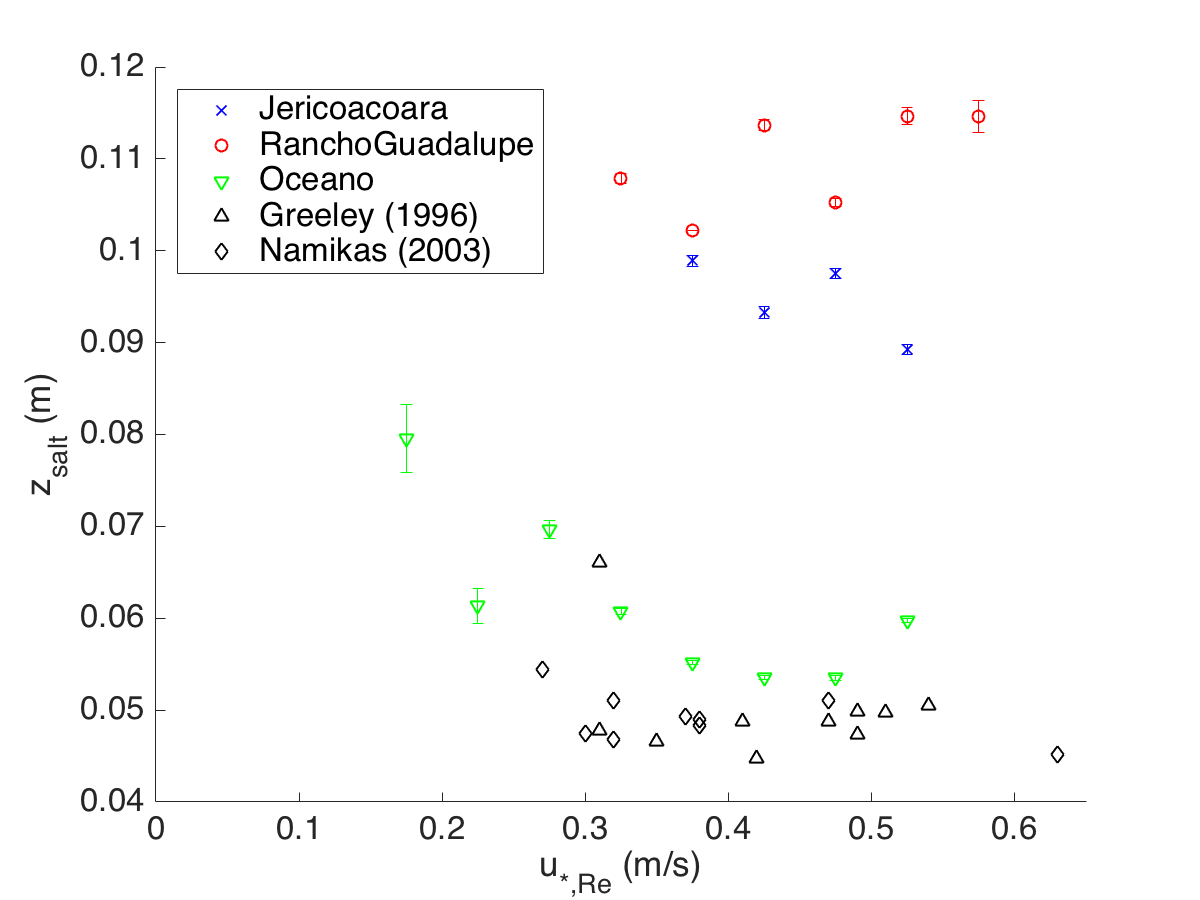 0.12
0.11
0.1
0.09
0.08
0.07
0.06
0.05
0.04
z_salt (m)
Jericoacoara
RanchoGuadalupe
Oceano
Greeley (1996)
Namikas (2003)
0 0.1 0.2 0.3 0.4 0.5 0.6
u_*,Re (m/s)